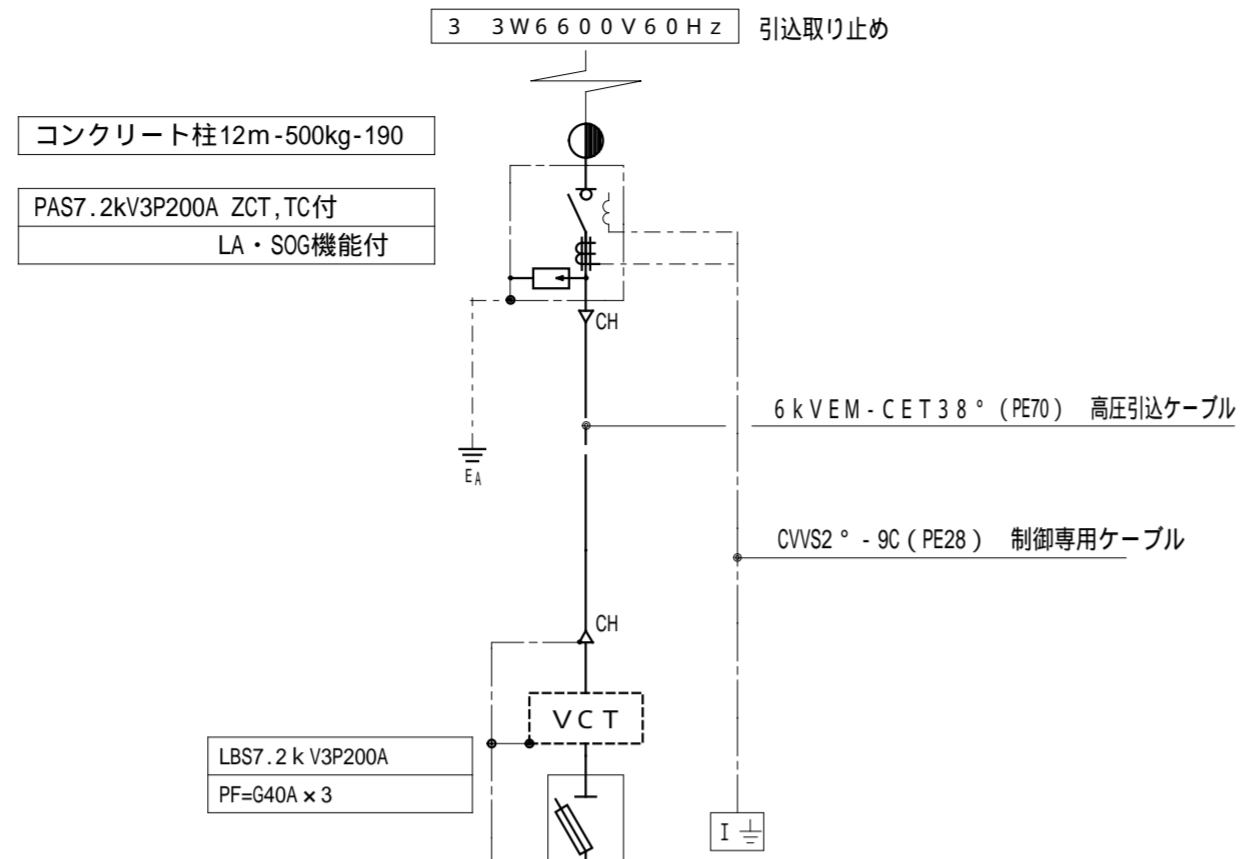 3 3W6600V60Hz 引込取り止め
コンクリート柱12m-500kg-190
PAS7.2kV3P200A ZCT,TC付
LA・SOG機能付
CH
6kVEM-CET38°(PE70) 高圧引込ケーブル
EA
CVVS2°-9C(PE28) 制御専用ケーブル
CH
VCT
LBS7.2kV3P200A
PF=G40A×3
I